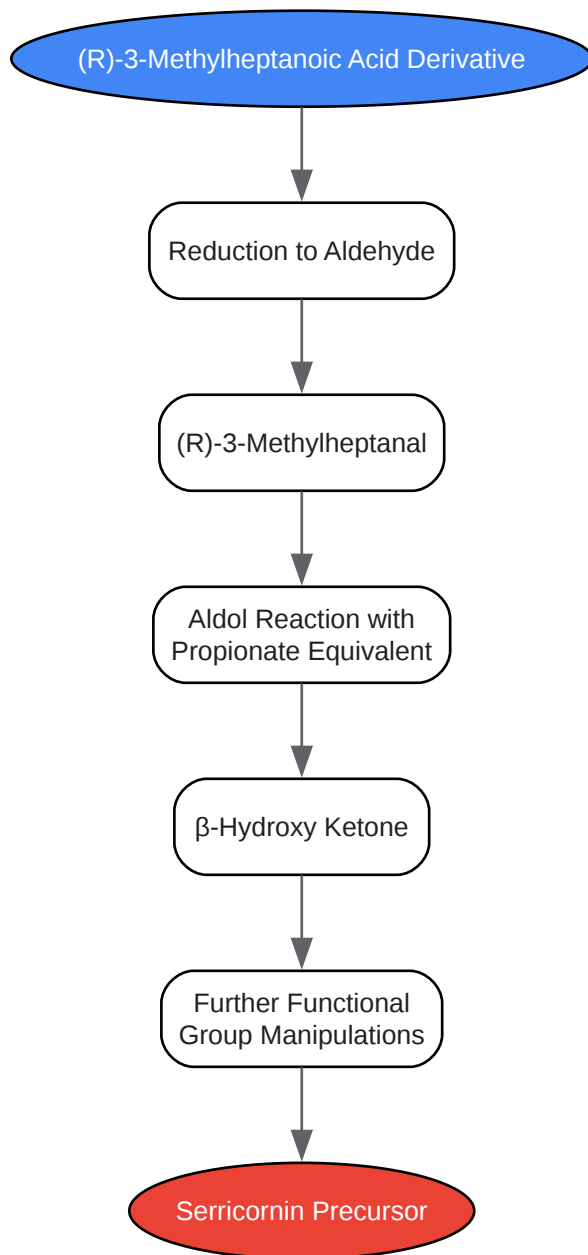 (R)-3-Methylheptanoic Acid Derivative
Reduction to Aldehyde
(R)-3-Methylheptanal
Aldol Reaction with
Propionate Equivalent
β-Hydroxy Ketone
Further Functional
Group Manipulations
Serricornin Precursor